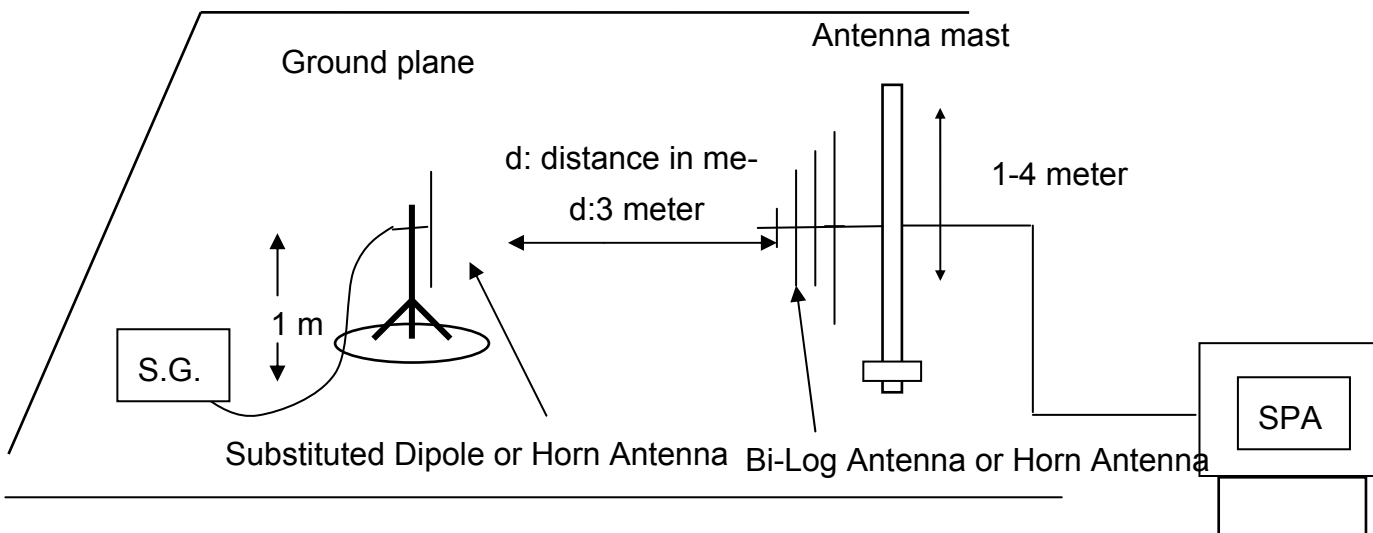 Antenna mast
Ground plane
d: distance in me-
d:3 meter
1-4 meter
1 m
S.G.
SPA
Substituted Dipole or Horn Antenna
Bi-Log Antenna or Horn Antenna